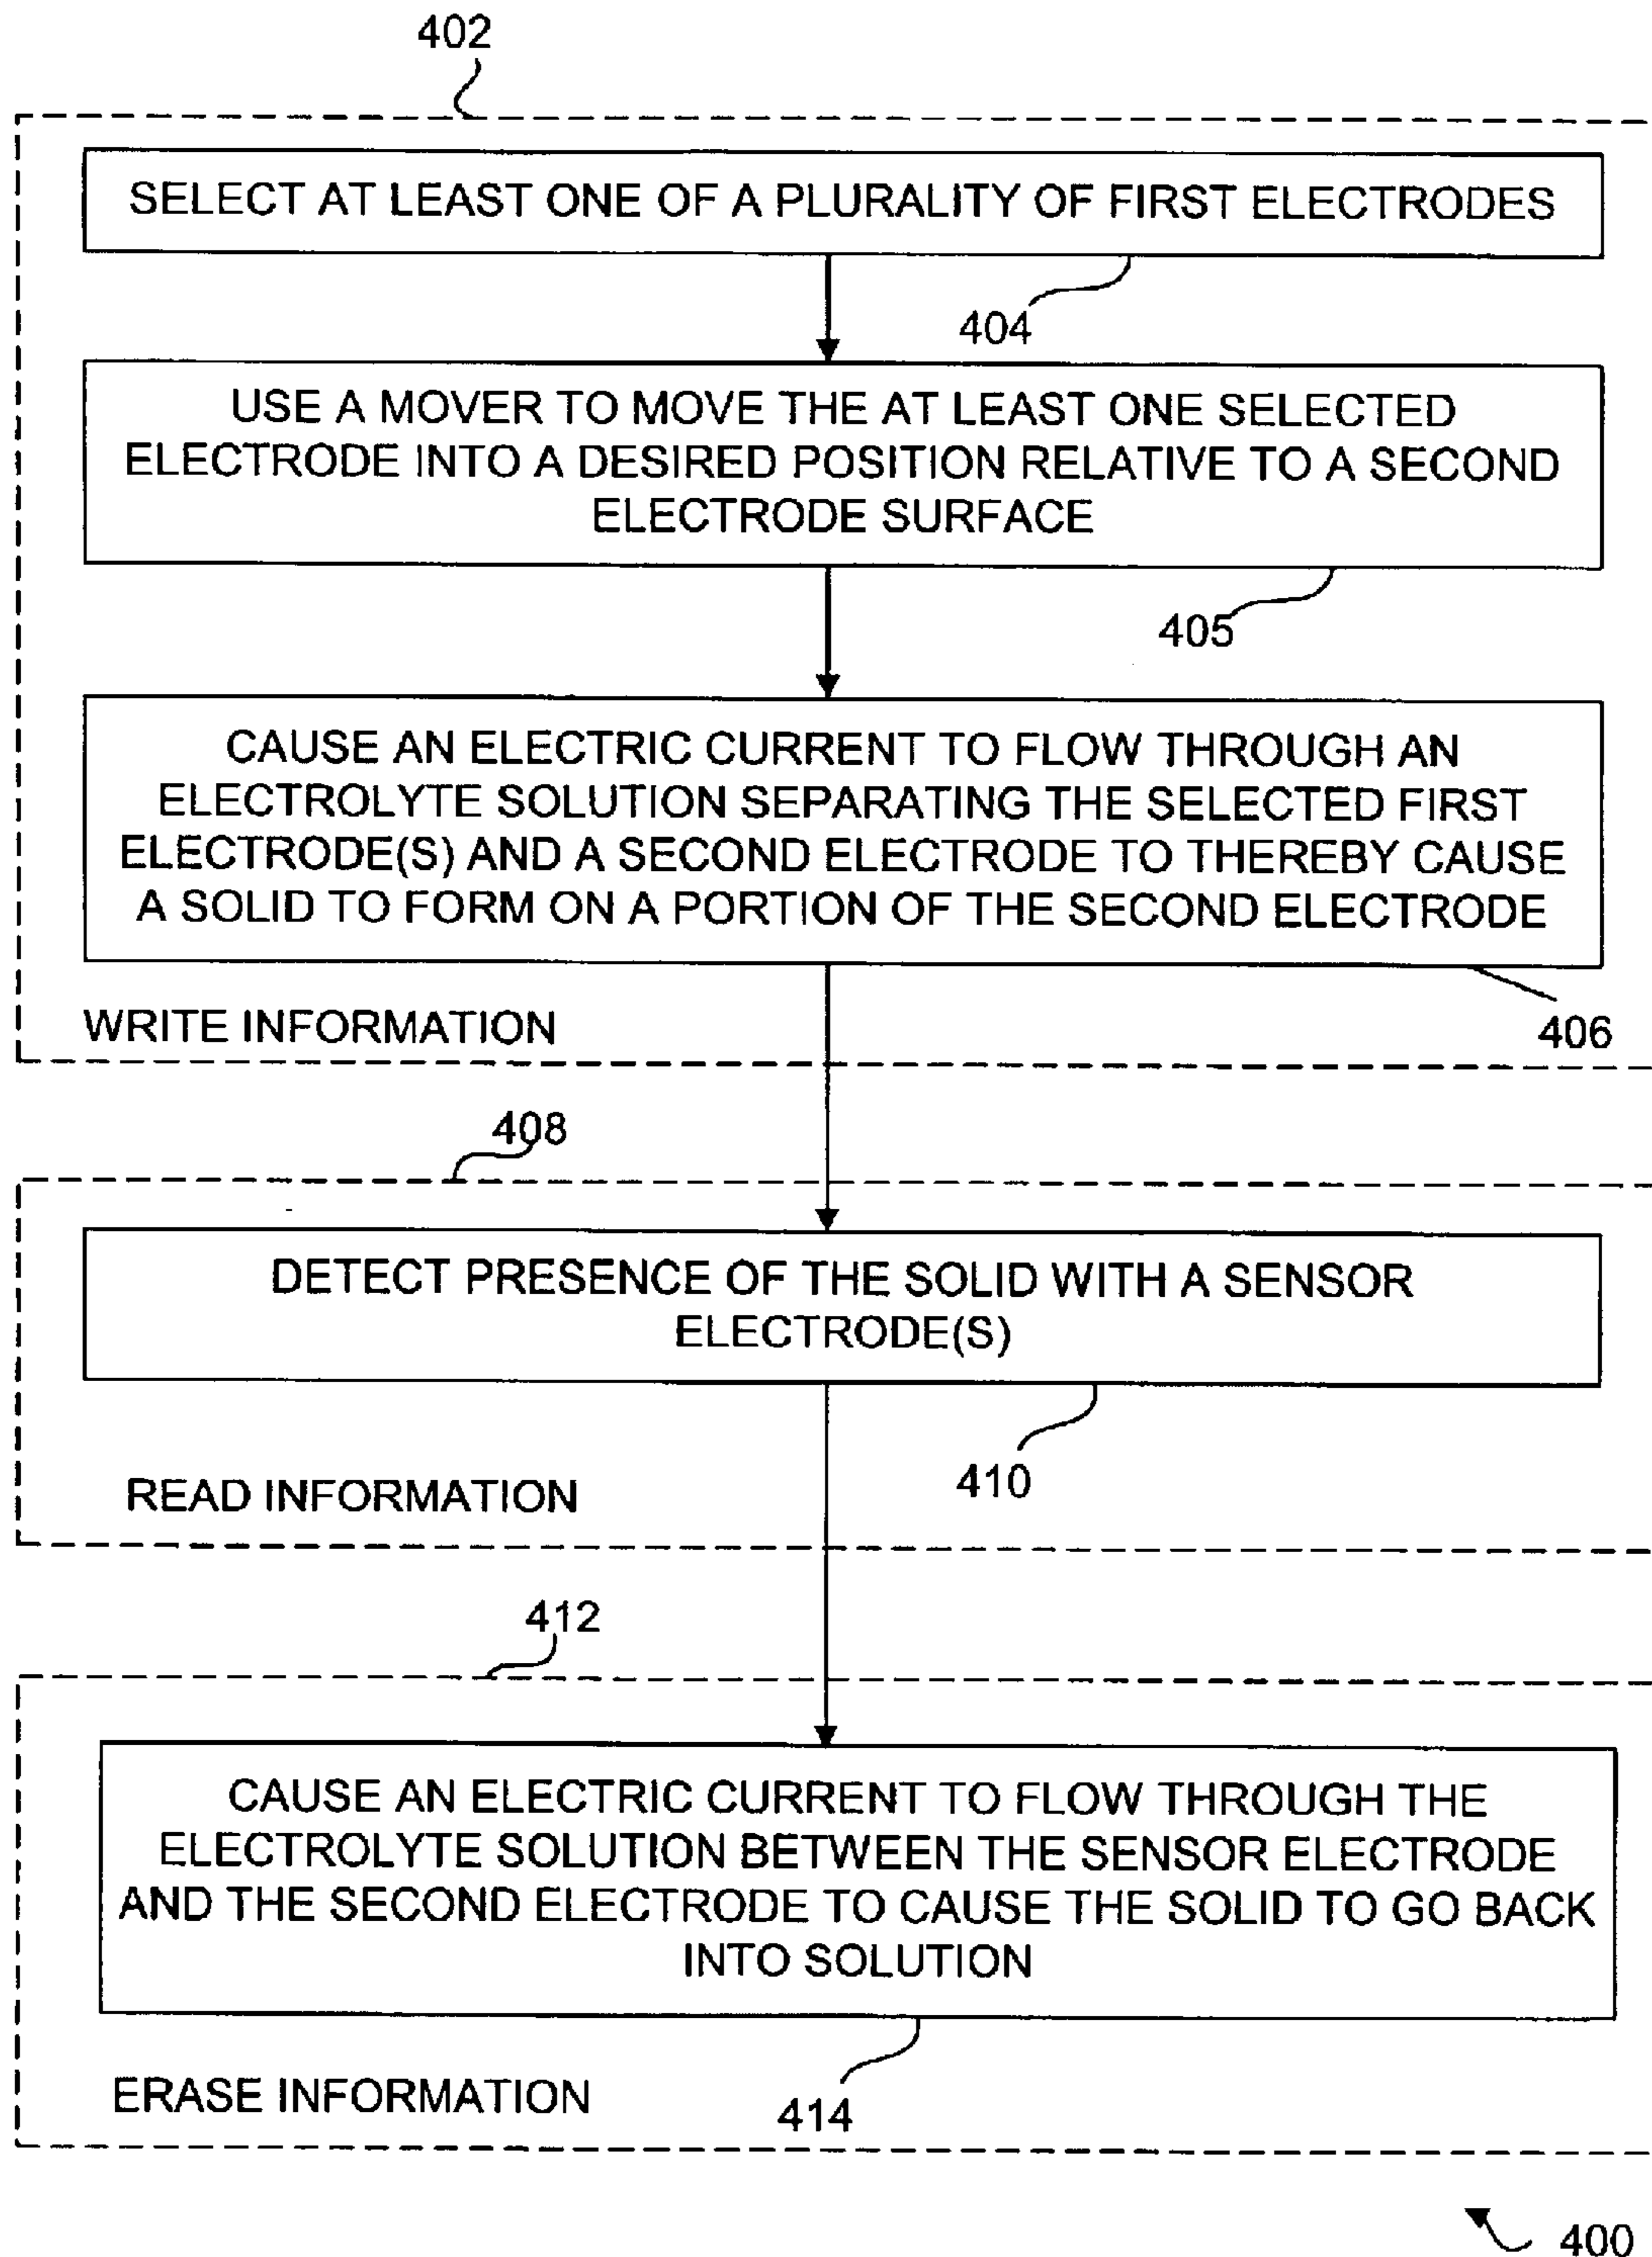 402
SELECT AT LEAST ONE OF A PLURALITY OF FIRST ELECTRODES
404
USE A MOVER TO MOVE THE AT LEAST ONE SELECTED
ELECTRODE INTO A DESIRED POSITION RELATIVE TO A SECOND
ELECTRODE SURFACE
405
CAUSE AN ELECTRIC CURRENT TO FLOW THROUGH AN
ELECTROLYTE SOLUTION SEPARATING THE SELECTED FIRST
ELECTRODE(S) AND A SECOND ELECTRODE TO THEREBY CAUSE
A SOLID TO FORM ON A PORTION OF THE SECOND ELECTRODE
WRITE INFORMATION
406
408
DETECT PRESENCE OF THE SOLID WITH A SENSOR
ELECTRODE(S)
410
READ INFORMATION
412
CAUSE AN ELECTRIC CURRENT TO FLOW THROUGH THE
ELECTROLYTE SOLUTION BETWEEN THE SENSOR ELECTRODE
AND THE SECOND ELECTRODE TO CAUSE THE SOLID TO GO BACK
INTO SOLUTION
ERASE INFORMATION
414
400